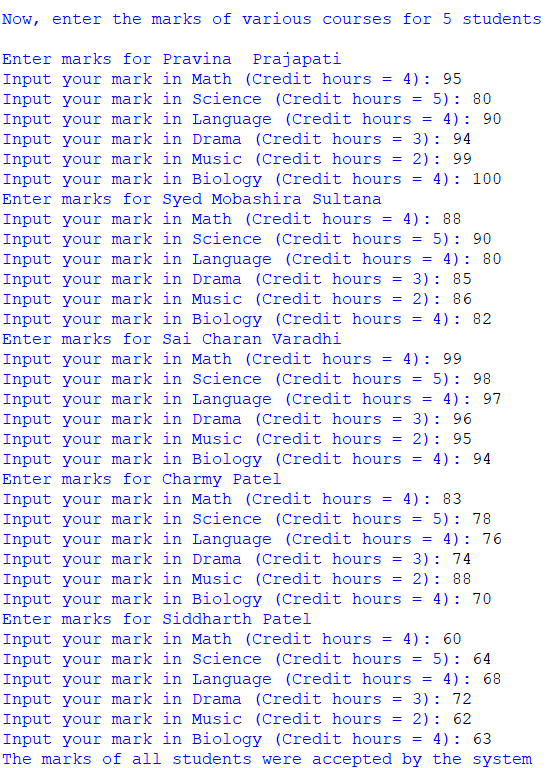 Now, enter the marks of various courses for 5 students
Enter marks for Pravina  Prajapati
Input your mark in Math (Credit hours = 4): 95
Input your mark in Science (Credit hours = 5): 80
Input your mark in Language (Credit hours = 4): 90
Input your mark in Drama (Credit hours = 3): 94
Input your mark in Music (Credit hours = 2): 99
Input your mark in Biology (Credit hours = 4): 100
Enter marks for Syed Mobashira Sultana
Input your mark in Math (Credit hours = 4): 88
Input your mark in Science (Credit hours = 5): 90
Input your mark in Language (Credit hours = 4): 80
Input your mark in Drama (Credit hours = 3): 85
Input your mark in Music (Credit hours = 2): 86
Input your mark in Biology (Credit hours = 4): 82
Enter marks for Sai Charan Varadhi
Input your mark in Math (Credit hours = 4): 99
Input your mark in Science (Credit hours = 5): 98
Input your mark in Language (Credit hours = 4): 97
Input your mark in Drama (Credit hours = 3): 96
Input your mark in Music (Credit hours = 2): 95
Input your mark in Biology (Credit hours = 4): 94
Enter marks for Charmy Patel
Input your mark in Math (Credit hours = 4): 83
Input your mark in Science (Credit hours = 5): 78
Input your mark in Language (Credit hours = 4): 76
Input your mark in Drama (Credit hours = 3): 74
Input your mark in Music (Credit hours = 2): 88
Input your mark in Biology (Credit hours = 4): 70
Enter marks for Siddharth Patel
Input your mark in Math (Credit hours = 4): 60
Input your mark in Science (Credit hours = 5): 64
Input your mark in Language (Credit hours = 4): 68
Input your mark in Drama (Credit hours = 3): 72
Input your mark in Music (Credit hours = 2): 62
Input your mark in Biology (Credit hours = 4): 63
The marks of all students were accepted by the system